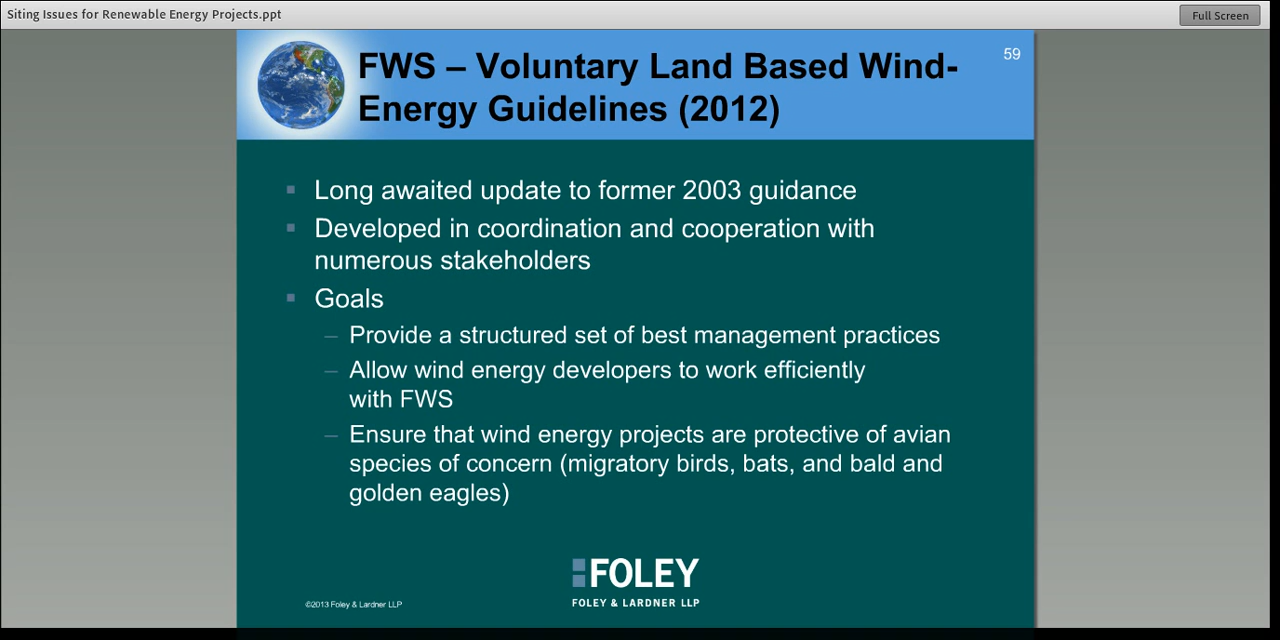 Siting Issues for Renewable Energy Projects.ppt
Full Screen
59
FWS – Voluntary Land Based Wind-
Energy Guidelines (2012)
▪ Long awaited update to former 2003 guidance
▪ Developed in coordination and cooperation with
numerous stakeholders
▪ Goals
– Provide a structured set of best management practices
– Allow wind energy developers to work efficiently
with FWS
– Ensure that wind energy projects are protective of avian
species of concern (migratory birds, bats, and bald and
golden eagles)
FOLEY
FOLEY & LARDNER LLP
©2013 Foley & Lardner LLP